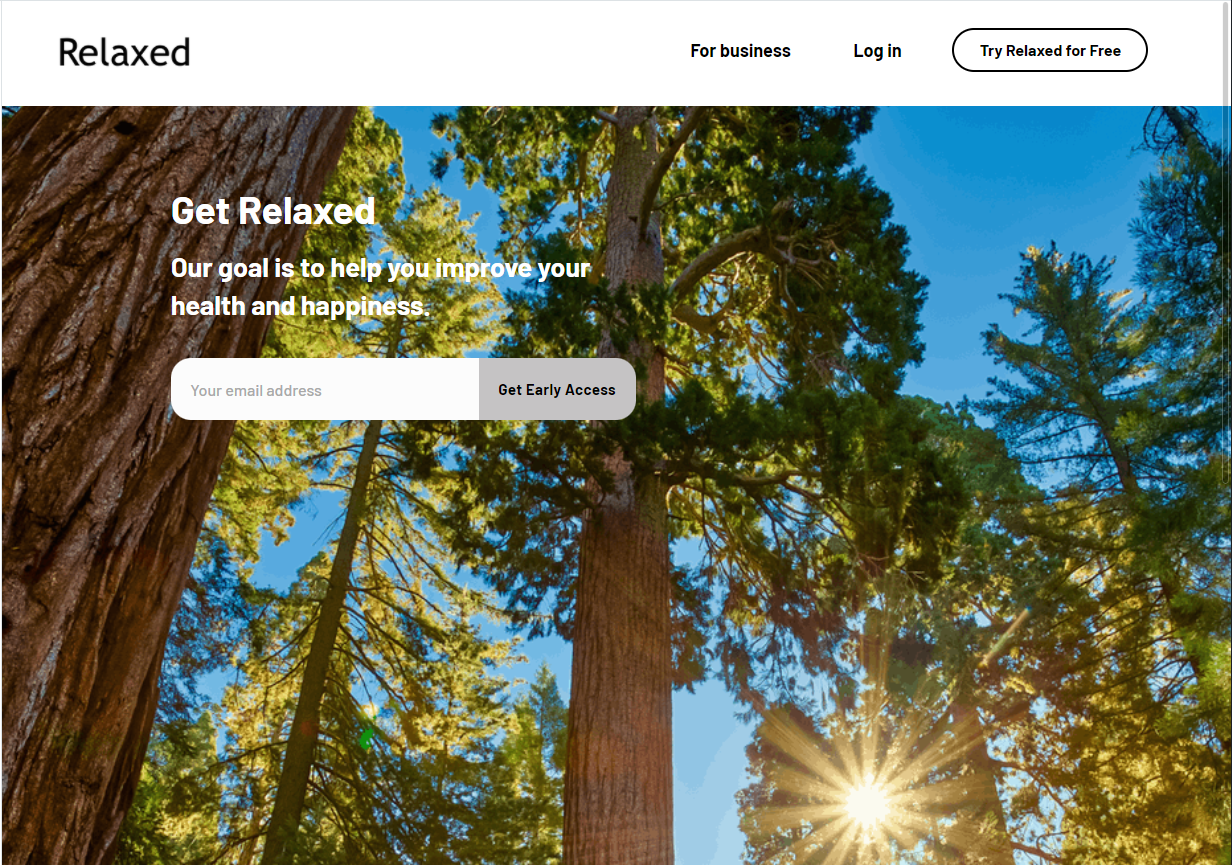 Relaxed
For business
Log in
Try Relaxed for Free
Get Relaxed
Our goal is to help you improve your
health and happiness.
Your email address
Get Early Access